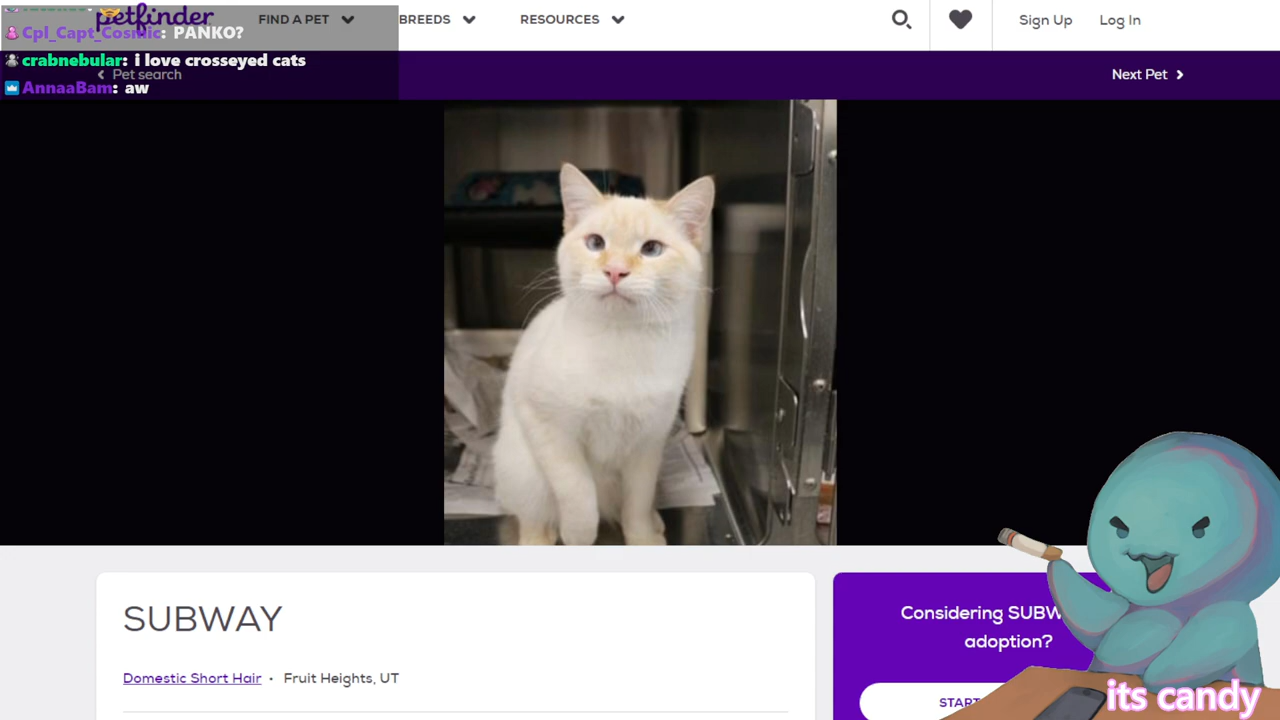 petfinder
FIND A PET
BREEDS
RESOURCES
Sign Up
Log In
Cpl_Capt_Cosmic: PANKO?
crabnebular: i love crosseyed cats
Pet search
AnnaaBam: aw
Next Pet
SUBWAY
Domestic Short Hair • Fruit Heights, UT
Considering SUBW
adoption?
START
its candy